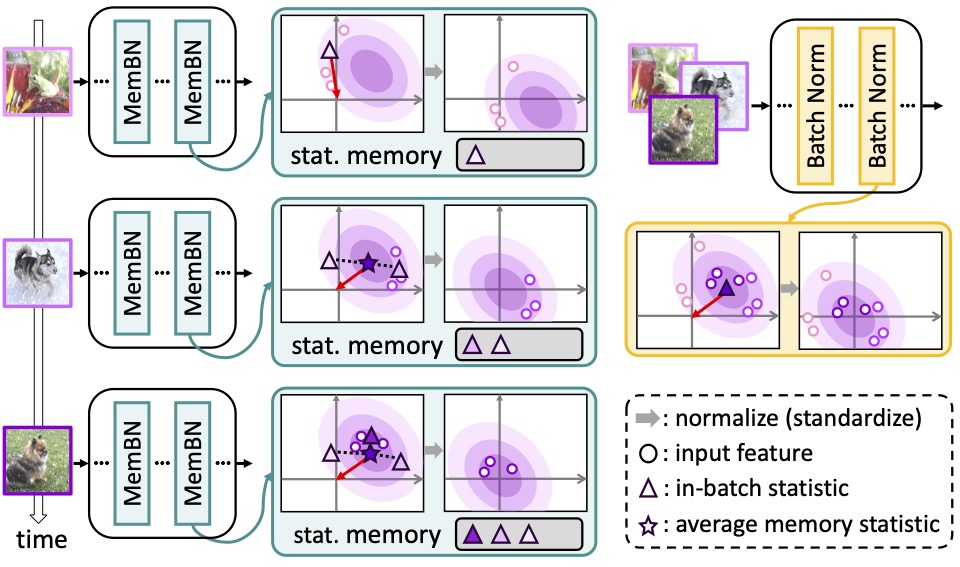 MemBN
MemBN
stat. memory
MemBN
MemBN
stat. memory
MemBN
MemBN
stat. memory
time
Batch Norm
Batch Norm
: normalize (standardize)
: input feature
: in-batch statistic
: average memory statistic